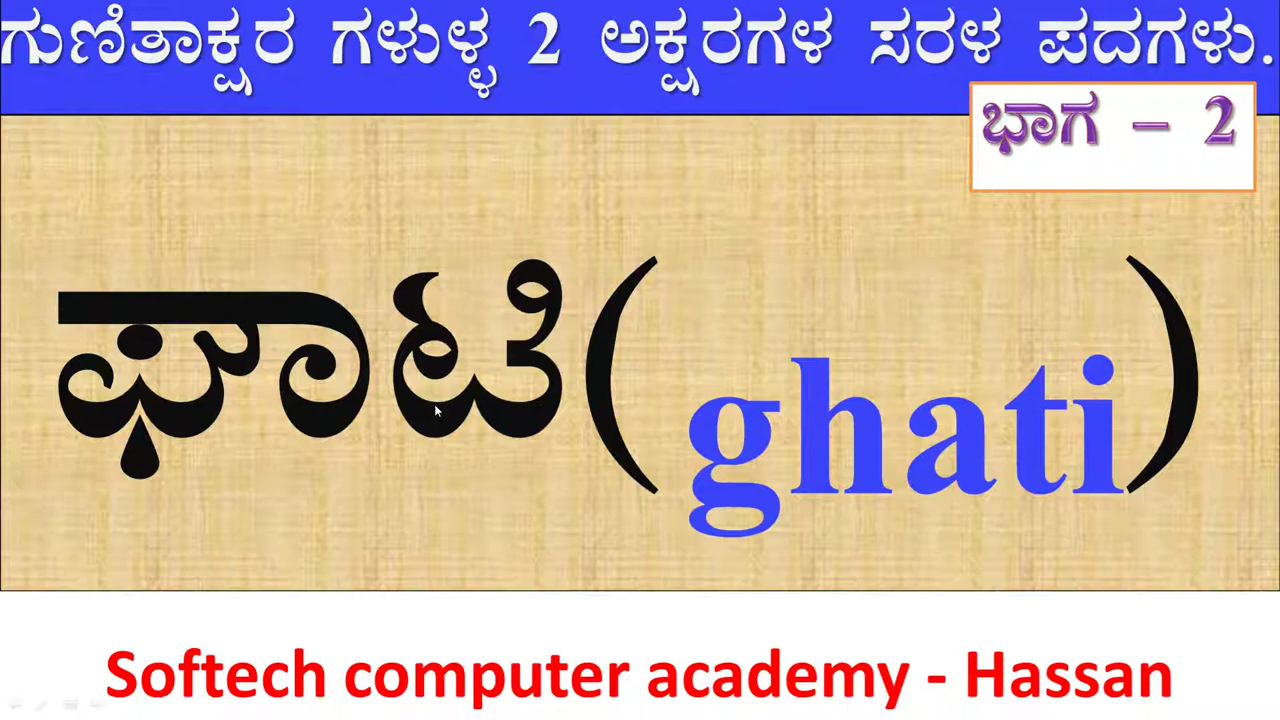 ಗುಣಿತಾಕ್ಷರ ಗಳುಳ್ಳ 2 ಅಕ್ಷರಗಳ ಸರಳ ಪದಗಳು.
ಭಾಗ – 2
ಘಾಟಿ(ghati)
Softech computer academy - Hassan